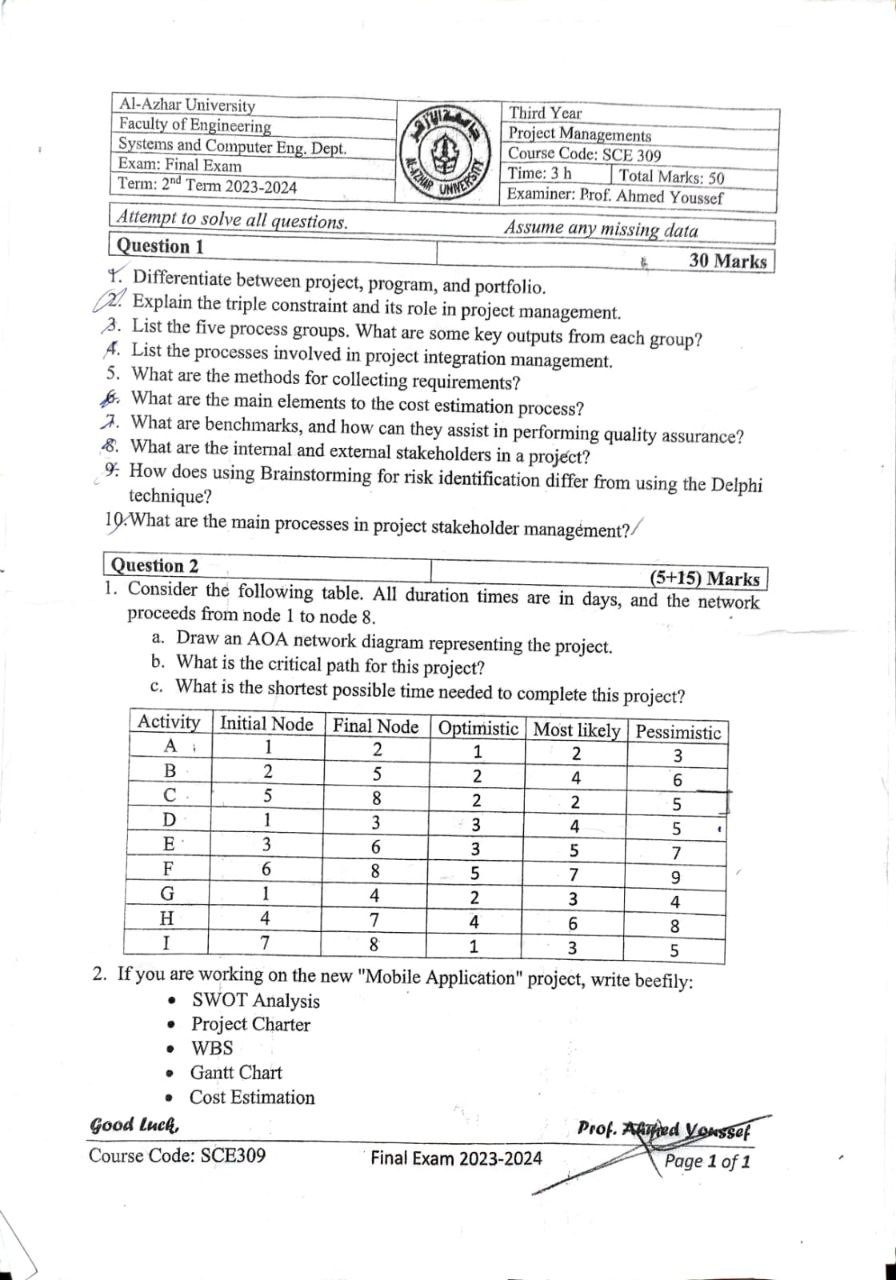 Al-Azhar University
Faculty of Engineering
Systems and Computer Eng. Dept.
Exam: Final Exam
Term: 2nd Term 2023-2024
جامعة الأزهر
AL-AZHAR UNIVERSITY
Third Year
Project Managements
Course Code: SCE 309
Time: 3 h Total Marks: 50
Examiner: Prof. Ahmed Youssef
Attempt to solve all questions. Assume any missing data
Question 1 30 Marks
1. Differentiate between project, program, and portfolio.
2. Explain the triple constraint and its role in project management.
3. List the five process groups. What are some key outputs from each group?
4. List the processes involved in project integration management.
5. What are the methods for collecting requirements?
6. What are the main elements to the cost estimation process?
7. What are benchmarks, and how can they assist in performing quality assurance?
8. What are the internal and external stakeholders in a project?
9. How does using Brainstorming for risk identification differ from using the Delphi
technique?
10. What are the main processes in project stakeholder management?
Question 2 (5+15) Marks
1. Consider the following table. All duration times are in days, and the network
proceeds from node 1 to node 8.
a. Draw an AOA network diagram representing the project.
b. What is the critical path for this project?
c. What is the shortest possible time needed to complete this project?
Activity Initial Node Final Node Optimistic Most likely Pessimistic
A 1 2 1 2 3
B 2 5 2 4 6
C 5 8 2 2 5
D 1 3 3 4 5
E 3 6 3 5 7
F 6 8 5 7 9
G 1 4 2 3 4
H 4 7 4 6 8
I 7 8 1 3 5
2. If you are working on the new "Mobile Application" project, write beefily:
• SWOT Analysis
• Project Charter
• WBS
• Gantt Chart
• Cost Estimation
Good Luck, Prof. Ahmed Youssef
Course Code: SCE309 Final Exam 2023-2024 Page 1 of 1